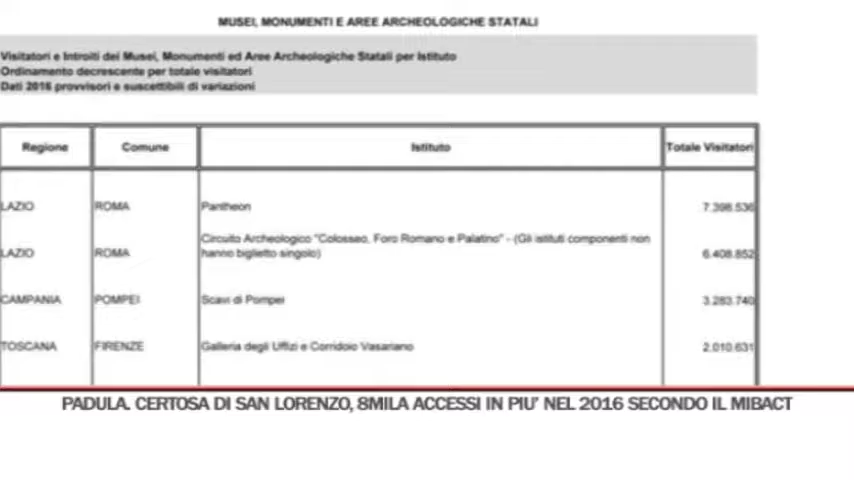 MUSEI, MONUMENTI E AREE ARCHEOLOGICHE STATALI
Visitatori e Introiti dei Musei, Monumenti ed Aree Archeologiche Statali per Istituto
Ordinamento decrescente per totale visitatori
Dati 2016 provvisori e suscettibili di variazioni
Regione Comune Istituto Totale Visitatori
LAZIO ROMA Pantheon 7.398.536
LAZIO ROMA Circuito Archeologico "Colosseo, Foro Romano e Palatino" - (Gli istituti componenti non
hanno biglietto singolo) 6.408.852
CAMPANIA POMPEI Scavi di Pompei 3.283.740
TOSCANA FIRENZE Galleria degli Uffizi e Corridoio Vasariano 2.010.631
PADULA. CERTOSA DI SAN LORENZO, 8MILA ACCESSI IN PIU' NEL 2016 SECONDO IL MIBACT